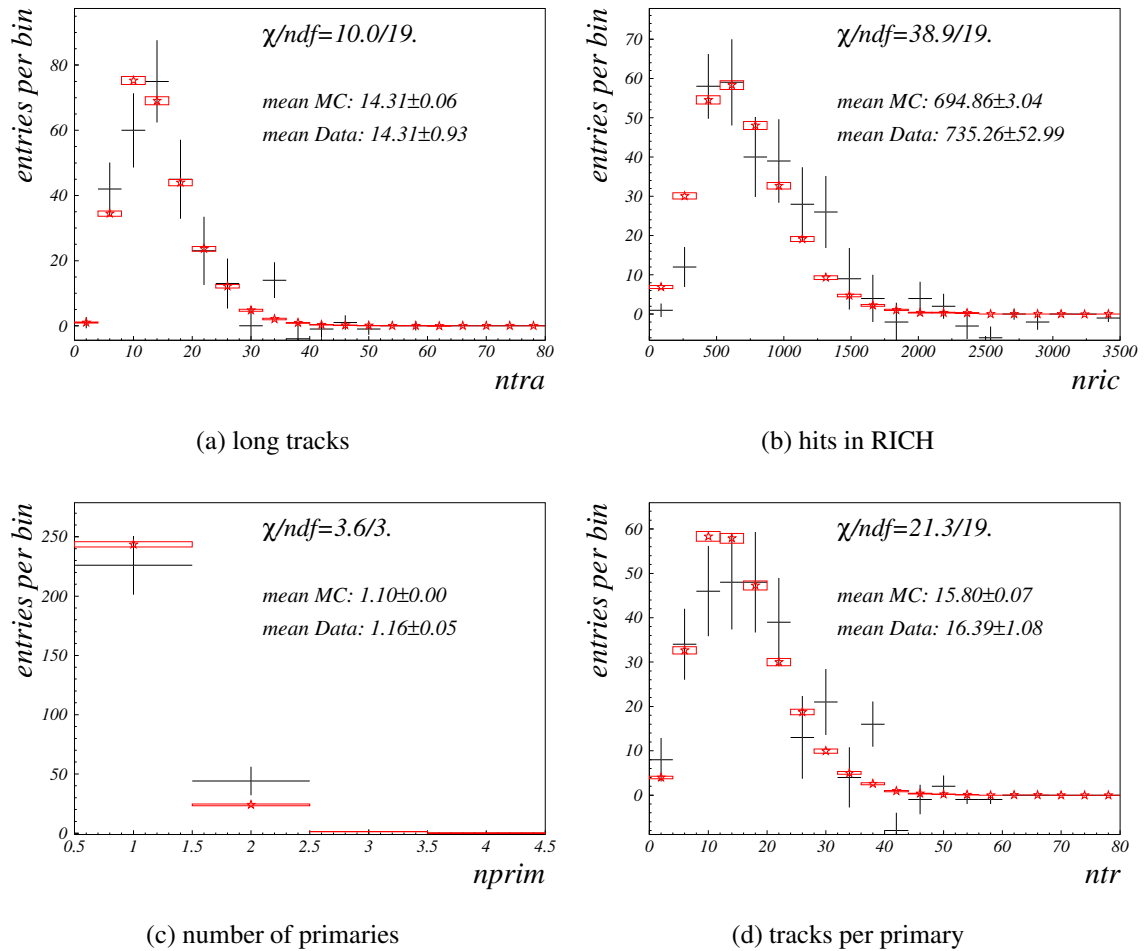 entries per bin
χ/ndf=10.0/19.
mean MC: 14.31±0.06
mean Data: 14.31±0.93
80
60
40
20
0
0 10 20 30 40 50 60 70 80
ntra
(a) long tracks
entries per bin
χ/ndf=38.9/19.
mean MC: 694.86±3.04
mean Data: 735.26±52.99
70
60
50
40
30
20
10
0
0 500 1000 1500 2000 2500 3000 3500
nric
(b) hits in RICH
entries per bin
χ/ndf=3.6/3.
mean MC: 1.10±0.00
mean Data: 1.16±0.05
250
200
150
100
50
0
0.5 1 1.5 2 2.5 3 3.5 4 4.5
nprim
(c) number of primaries
entries per bin
χ/ndf=21.3/19.
mean MC: 15.80±0.07
mean Data: 16.39±1.08
60
50
40
30
20
10
0
0 10 20 30 40 50 60 70 80
ntr
(d) tracks per primary